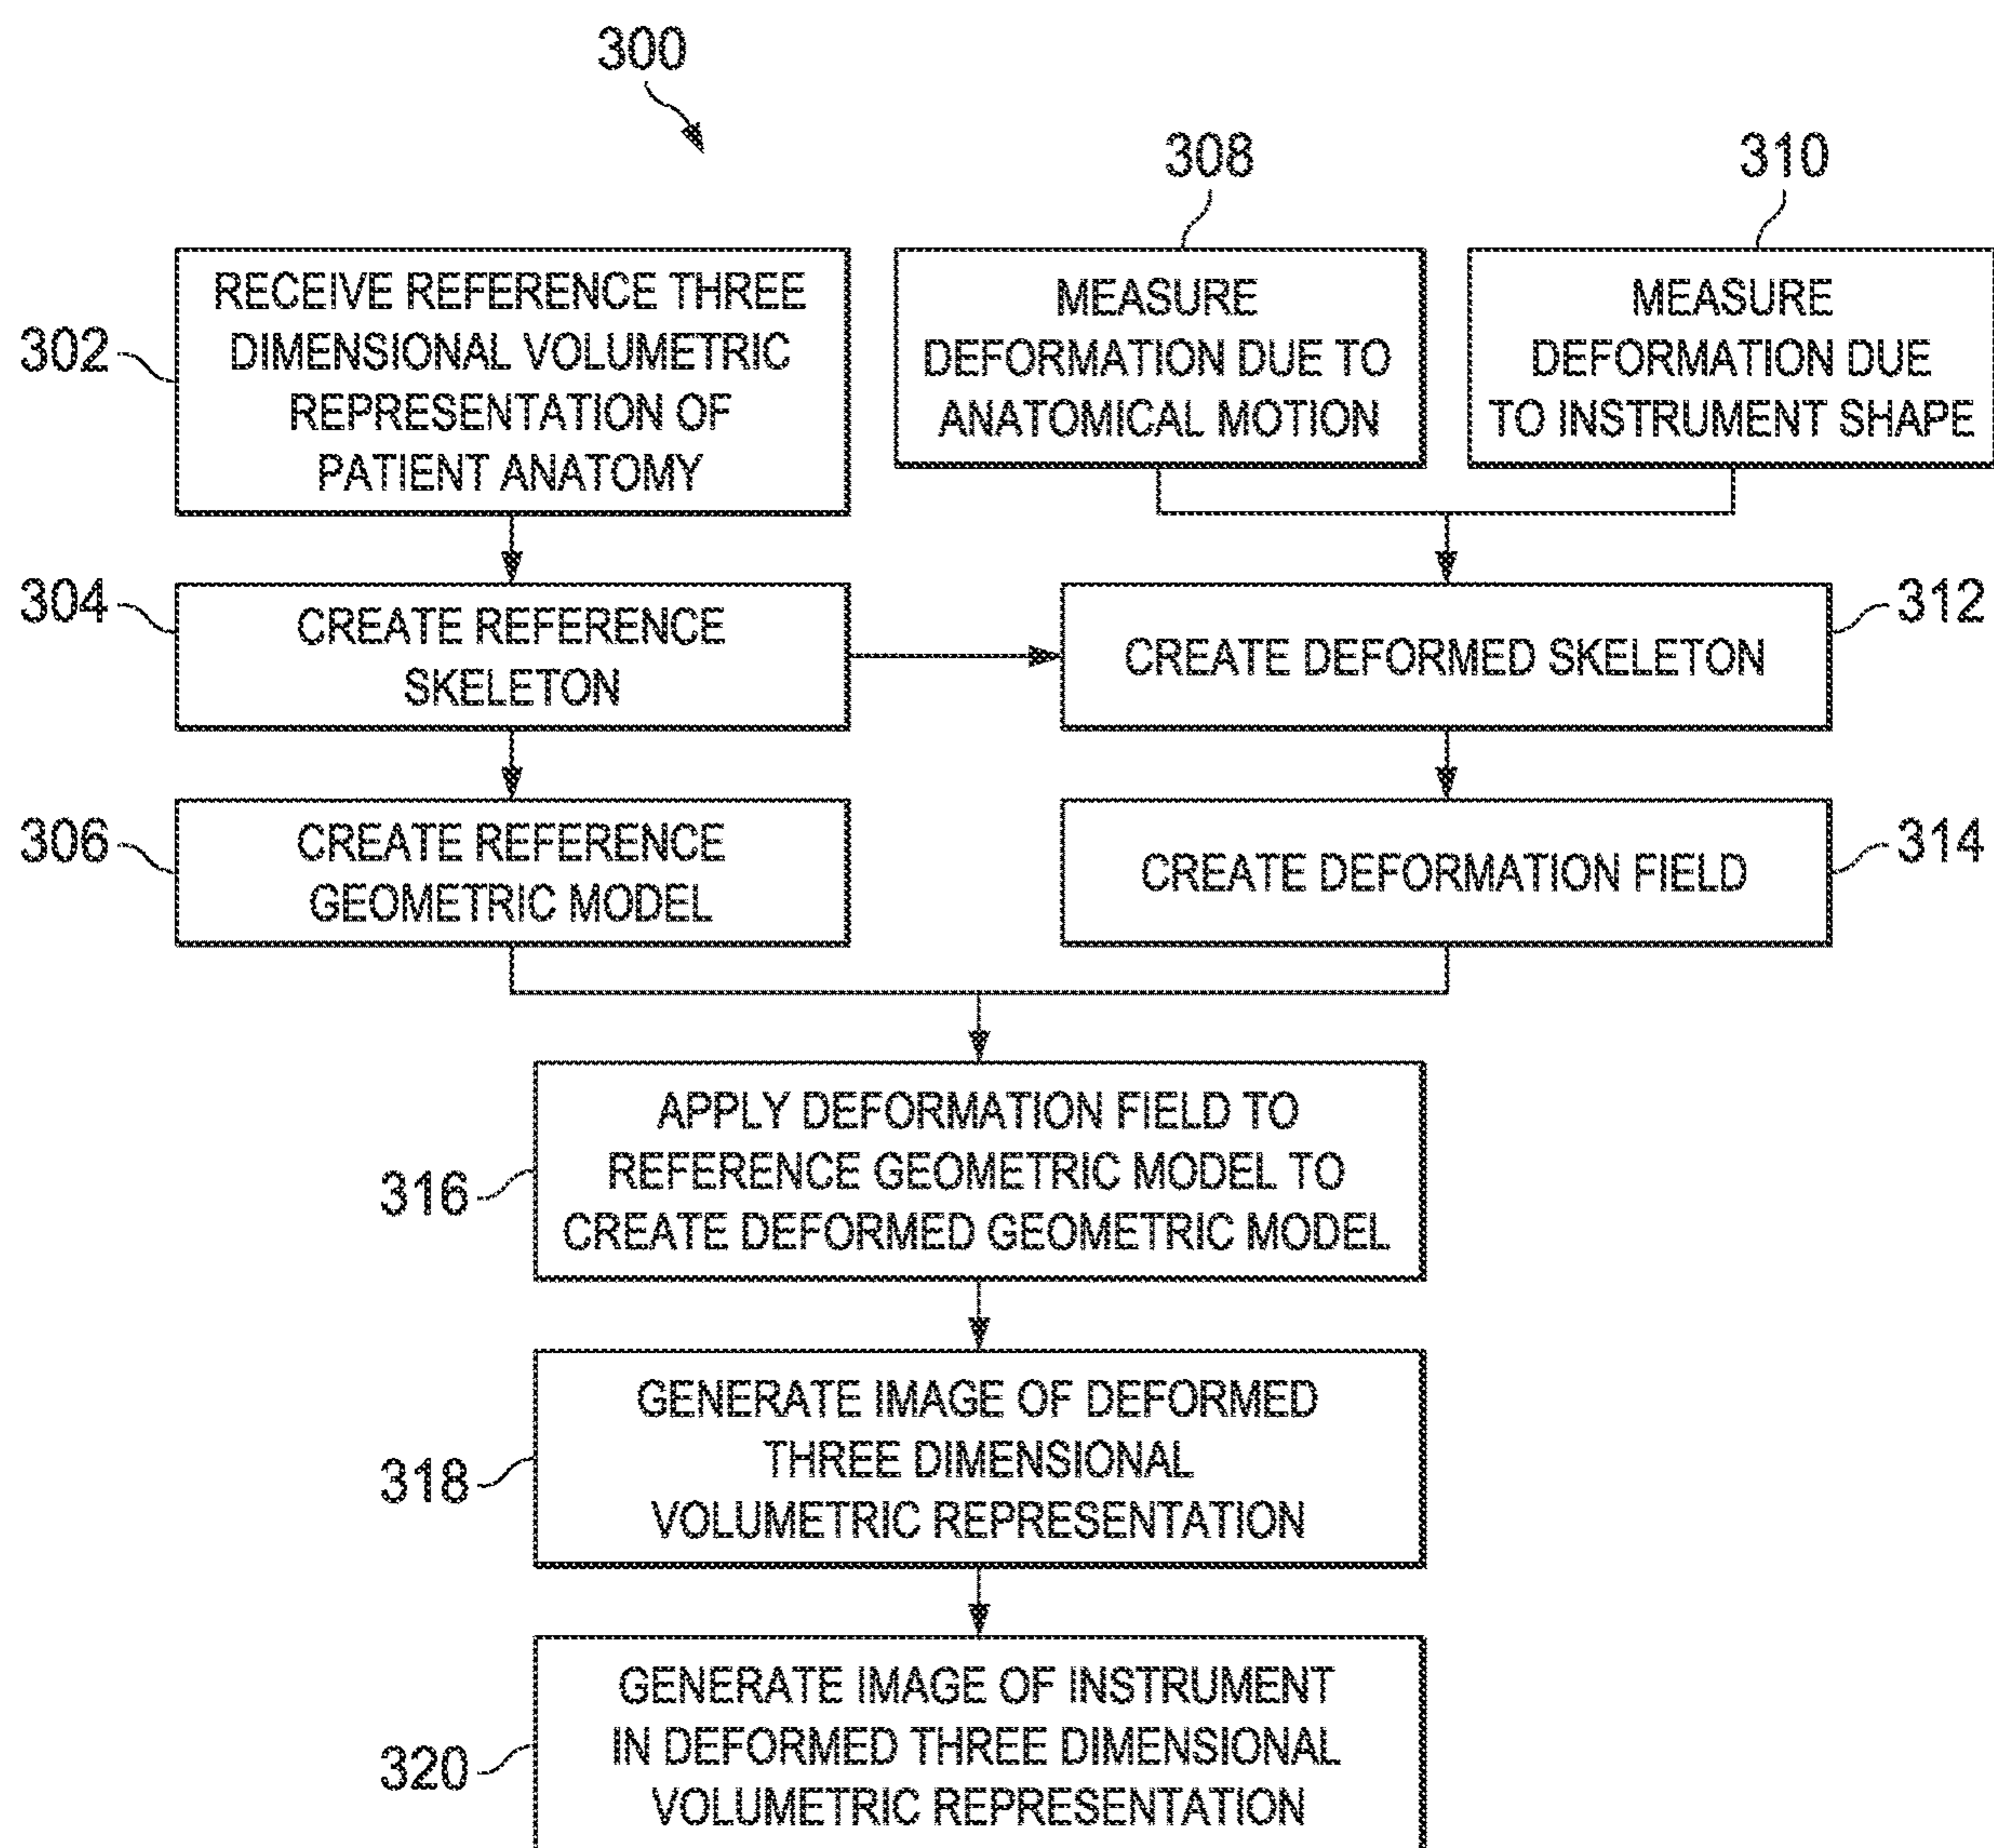 300
308
310
302
RECEIVE REFERENCE THREE
DIMENSIONAL VOLUMETRIC
REPRESENTATION OF
PATIENT ANATOMY
MEASURE
DEFORMATION DUE TO
ANATOMICAL MOTION
MEASURE
DEFORMATION DUE
TO INSTRUMENT SHAPE
304
CREATE REFERENCE
SKELETON
CREATE DEFORMED SKELETON
312
306
CREATE REFERENCE
GEOMETRIC MODEL
CREATE DEFORMATION FIELD
314
316
APPLY DEFORMATION FIELD TO
REFERENCE GEOMETRIC MODEL TO
CREATE DEFORMED GEOMETRIC MODEL
318
GENERATE IMAGE OF DEFORMED
THREE DIMENSIONAL
VOLUMETRIC REPRESENTATION
320
GENERATE IMAGE OF INSTRUMENT
IN DEFORMED THREE DIMENSIONAL
VOLUMETRIC REPRESENTATION